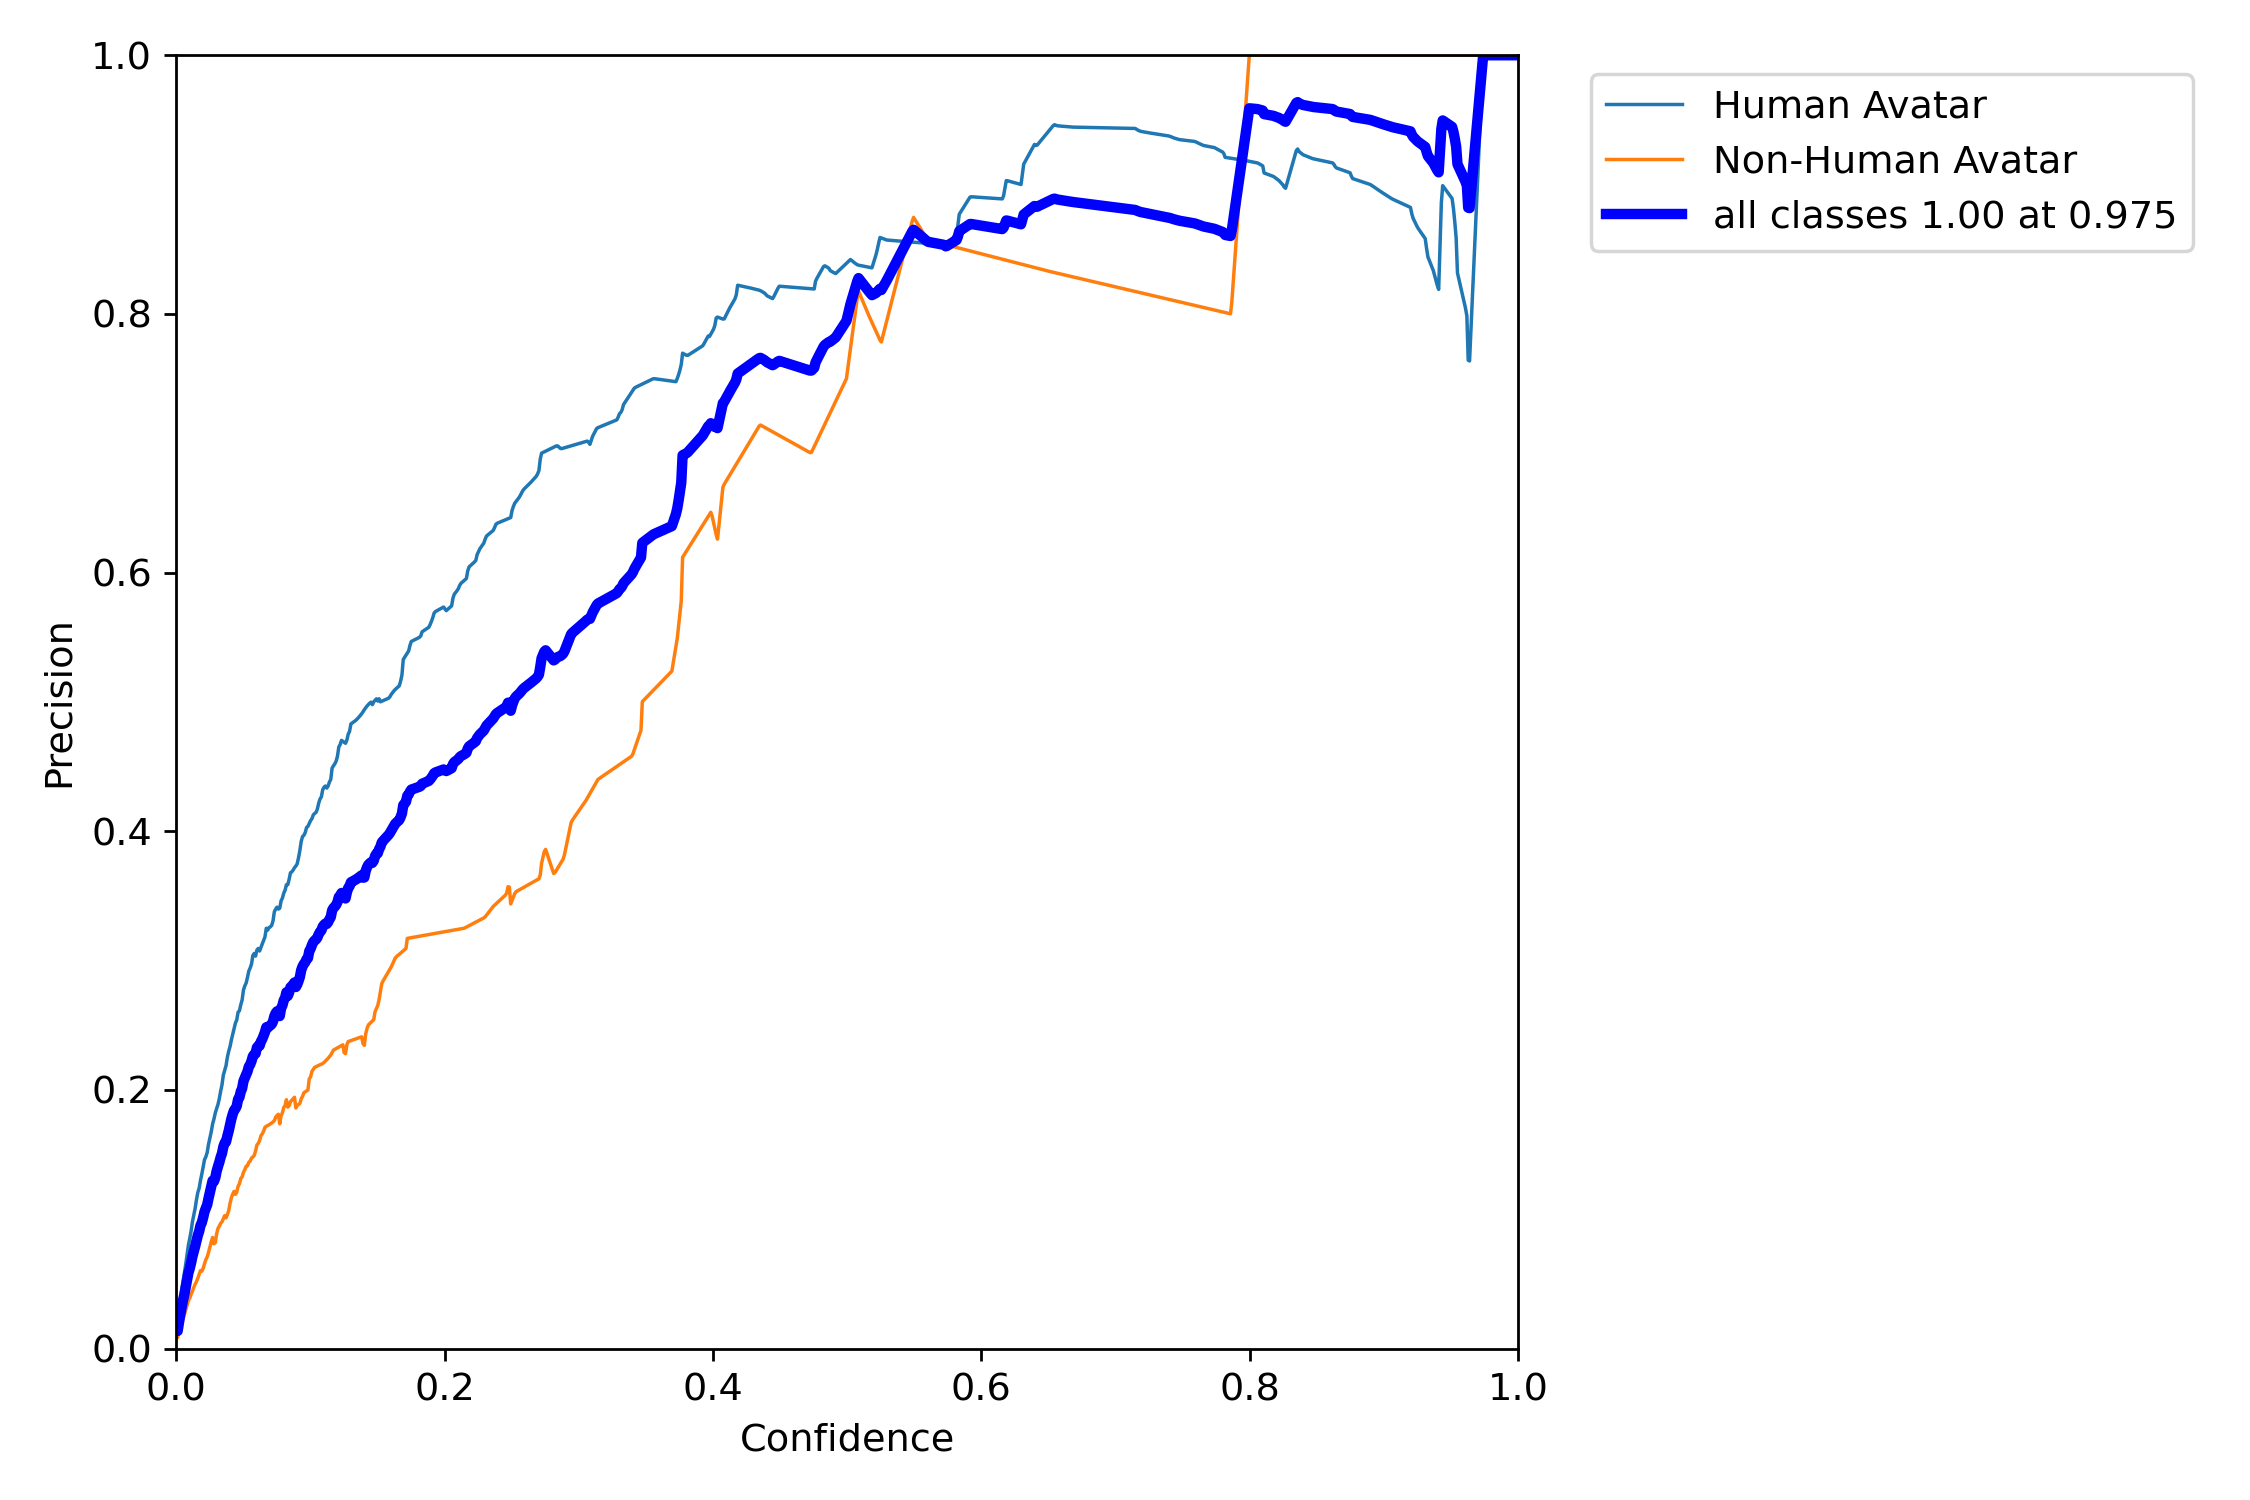 1.0
0.8
0.6
0.4
0.2
0.0
Precision
0.0 0.2 0.4 0.6 0.8 1.0
Confidence
Human Avatar
Non-Human Avatar
all classes 1.00 at 0.975